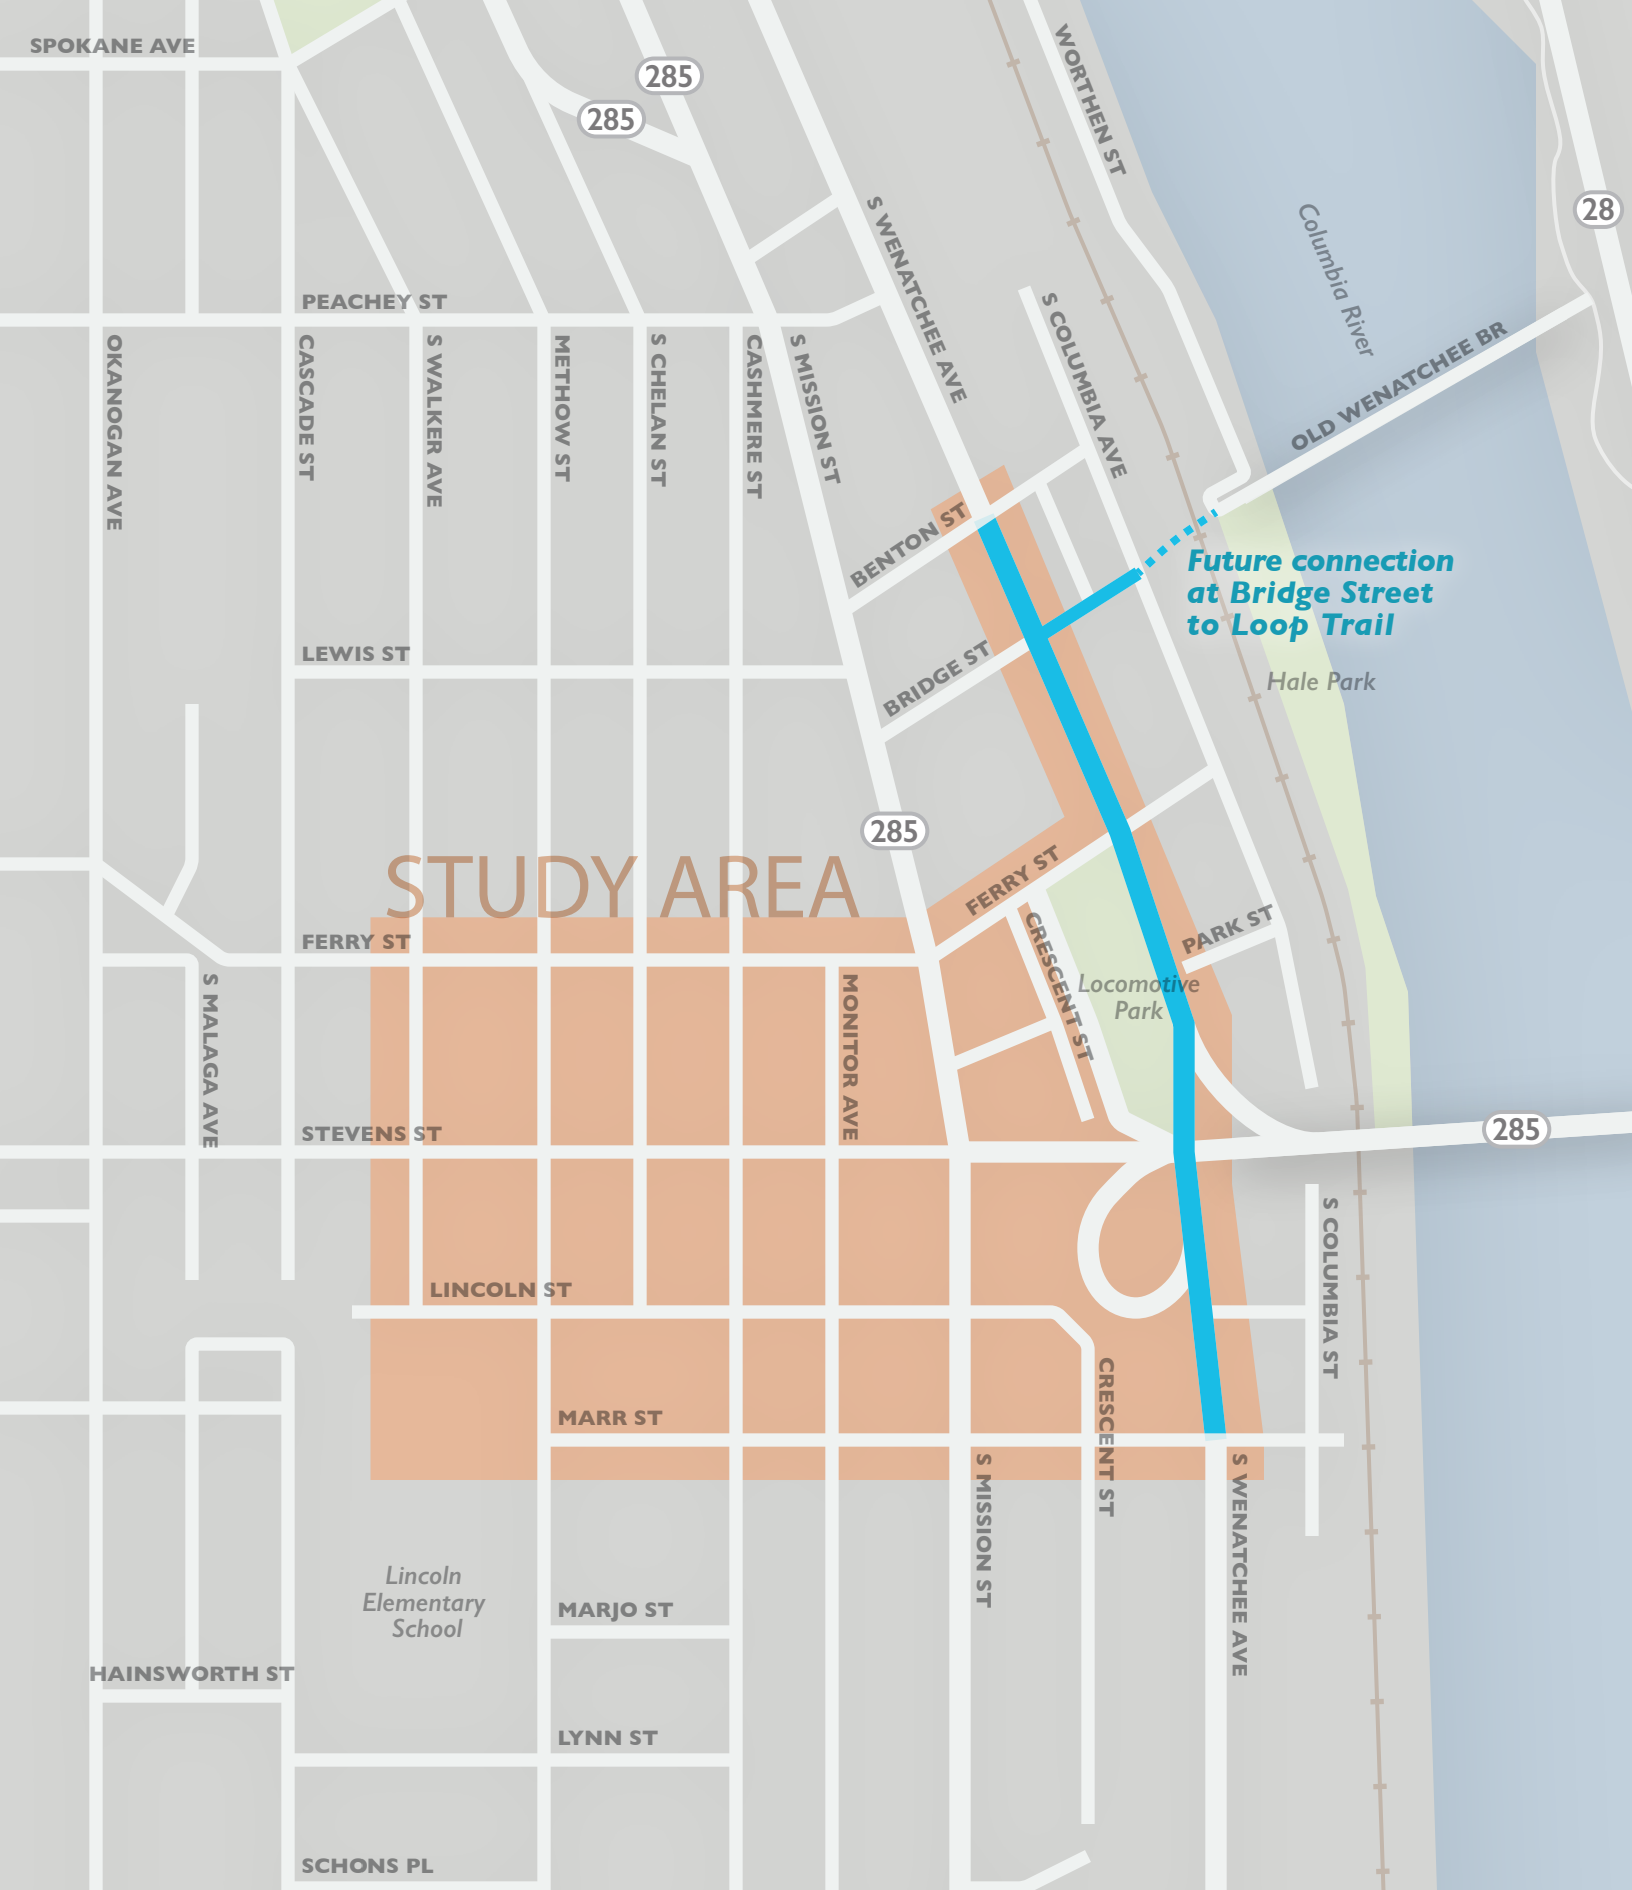 SPOKANE AVE
285
285
WORTHEN ST
28
Columbia River
S WENATCHEE AVE
PEACHEY ST
S COLUMBIA AVE
OLD WENATCHEE BR
OKANOGAN AVE
CASCADE ST
S WALKER AVE
METHOW ST
S CHELAN ST
CASHMERE ST
S MISSION ST
BENTON ST
Future connection
at Bridge Street
to Loop Trail
LEWIS ST
BRIDGE ST
Hale Park
285
STUDY AREA
FERRY ST
FERRY ST
CRESCENT ST
PARK ST
S MALAGA AVE
MONITOR AVE
Locomotive
Park
STEVENS ST
285
S COLUMBIA ST
LINCOLN ST
CRESCENT ST
MARR ST
S MISSION ST
S WENATCHEE AVE
Lincoln
Elementary
School
MARJO ST
HAINSWORTH ST
LYNN ST
SCHONS PL